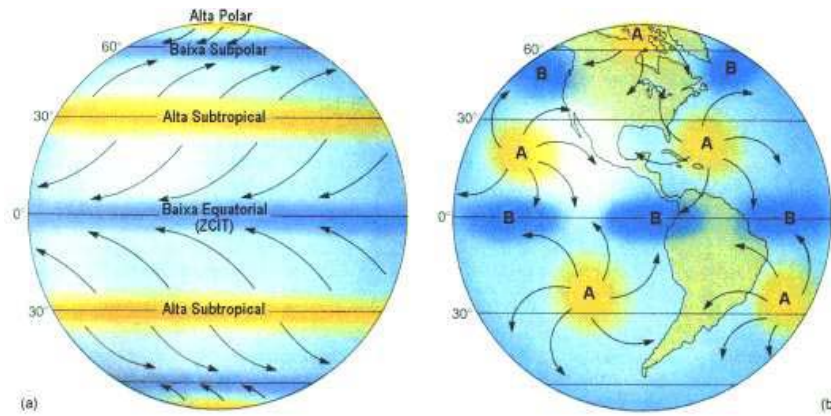 Alta Polar
60°
Baixa Subpolar
30°
Alta Subtropical
0°
Baixa Equatorial
(ZCIT)
30°
Alta Subtropical
(a)
A
60°
B
B
30°
A
A
0°
B
B
B
A
A
30°
(b)